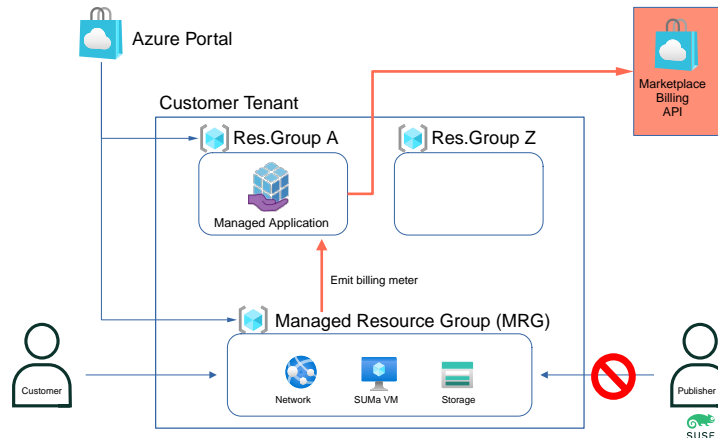 Azure Portal
Marketplace
Billing
API
Customer Tenant
Res.Group A
Res.Group Z
Managed Application
Emit billing meter
Managed Resource Group (MRG)
Customer
Network
SUMa VM
Storage
Publisher
SUSE